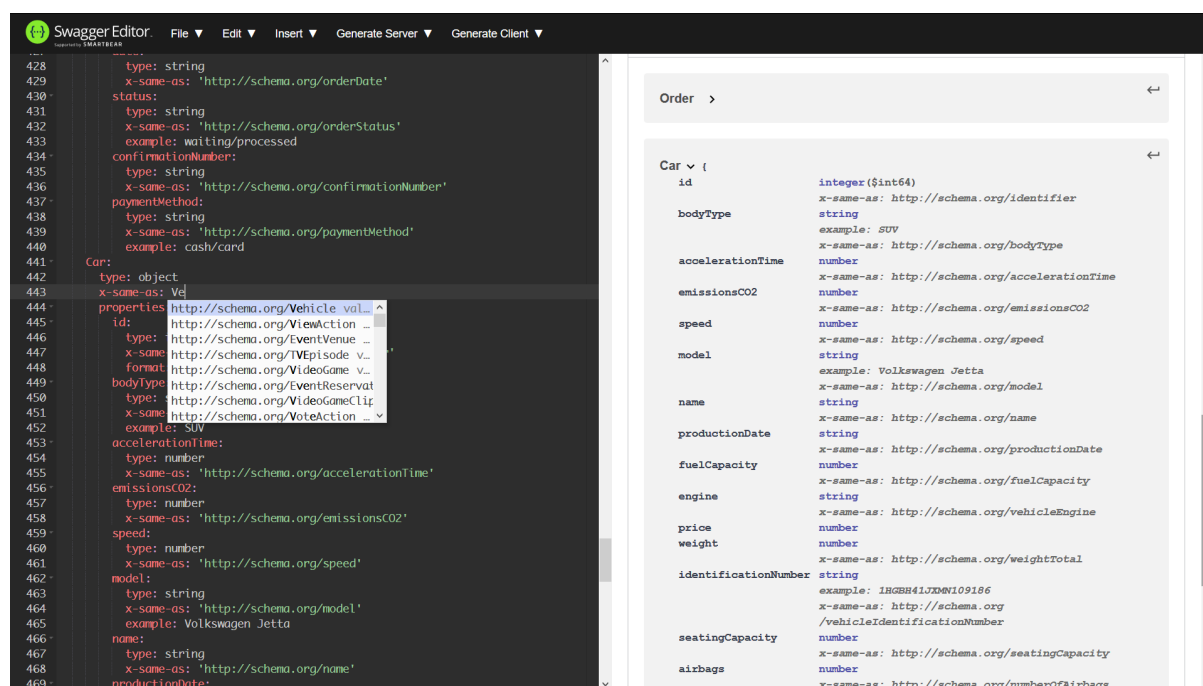 Swagger Editor.
Supported by SMARTBEAR
File ▼ Edit ▼ Insert ▼ Generate Server ▼ Generate Client ▼
428 type: string
429 x-same-as: 'http://schema.org/orderDate'
430 status:
431 type: string
432 x-same-as: 'http://schema.org/orderStatus'
433 example: waiting/processed
434 confirmationNumber:
435 type: string
436 x-same-as: 'http://schema.org/confirmationNumber'
437 paymentMethod:
438 type: string
439 x-same-as: 'http://schema.org/paymentMethod'
440 example: cash/card
441 Car:
442 type: object
443 x-same-as: Ve
444 properties
445 id:
446 type:
447 x-same
448 format
449 bodyType
450 type:
451 x-same
452 example: SUV
453 accelerationTime:
454 type: number
455 x-same-as: 'http://schema.org/accelerationTime'
456 emissionsCO2:
457 type: number
458 x-same-as: 'http://schema.org/emissionsCO2'
459 speed:
460 type: number
461 x-same-as: 'http://schema.org/speed'
462 model:
463 type: string
464 x-same-as: 'http://schema.org/model'
465 example: Volkswagen Jetta
466 name:
467 type: string
468 x-same-as: 'http://schema.org/name'
469 productionDate:
http://schema.org/Vehicle val…
http://schema.org/ViewAction …
http://schema.org/EventVenue …
http://schema.org/TVEpisode v…
http://schema.org/VideoGame v…
http://schema.org/EventReservat
http://schema.org/VideoGameClip
http://schema.org/VoteAction …
Order
Car {
id integer($int64)
x-same-as: http://schema.org/identifier
bodyType string
example: SUV
x-same-as: http://schema.org/bodyType
accelerationTime number
x-same-as: http://schema.org/accelerationTime
emissionsCO2 number
x-same-as: http://schema.org/emissionsCO2
speed number
x-same-as: http://schema.org/speed
model string
example: Volkswagen Jetta
x-same-as: http://schema.org/model
name string
x-same-as: http://schema.org/name
productionDate string
x-same-as: http://schema.org/productionDate
fuelCapacity number
x-same-as: http://schema.org/fuelCapacity
engine string
x-same-as: http://schema.org/vehicleEngine
price number
weight number
x-same-as: http://schema.org/weightTotal
identificationNumber string
example: 1HGBH41JXMN109186
x-same-as: http://schema.org
/vehicleIdentificationNumber
seatingCapacity number
x-same-as: http://schema.org/seatingCapacity
airbags number
x-same-as: http://schema.org/numberOfAirbags